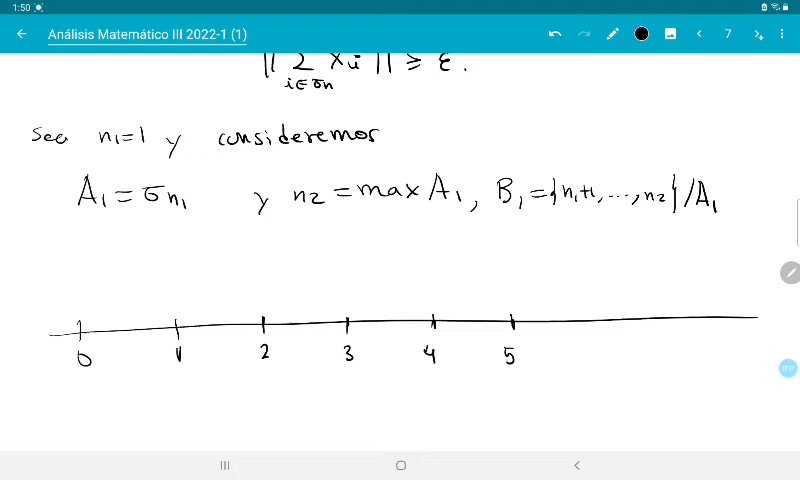 1:50
Análisis Matemático III 2022-1 (1)
7
|| Σ xi || ≥ ε.
i∈σn
Sea n₁=1 y consideremos
A₁ = σn₁ y n₂ = max A₁, B₁ = {n₁+1, ..., n₂} / A₁
0 1 2 3 4 5